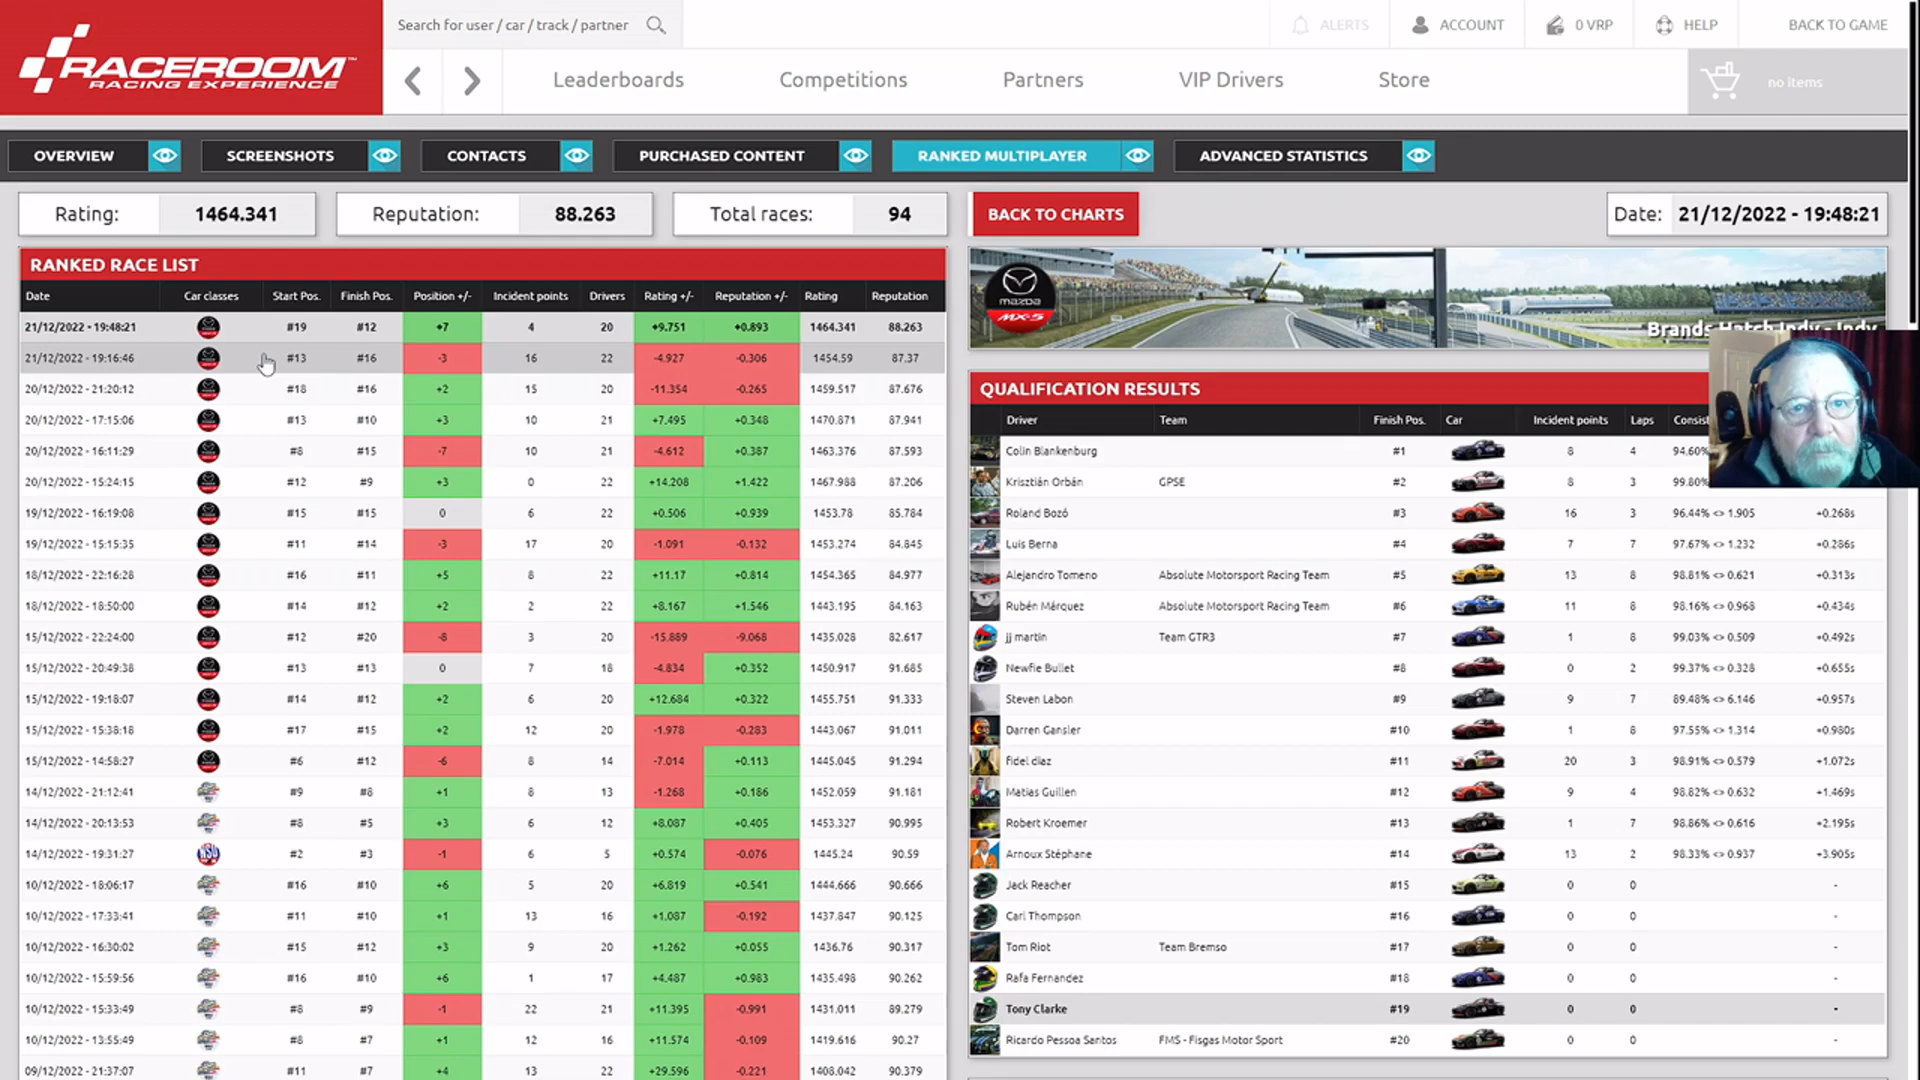 Search for user / car / track / partner
ALERTS
ACCOUNT
0 VRP
HELP
BACK TO GAME
RACEROOM™
RACING EXPERIENCE
Leaderboards
Competitions
Partners
VIP Drivers
Store
no items
OVERVIEW
SCREENSHOTS
CONTACTS
PURCHASED CONTENT
RANKED MULTIPLAYER
ADVANCED STATISTICS
Rating: 1464.341
Reputation: 88.263
Total races: 94
BACK TO CHARTS
Date: 21/12/2022 - 19:48:21
RANKED RACE LIST
Date Car classes Start Pos. Finish Pos. Position +/- Incident points Drivers Rating +/- Reputation +/- Rating Reputation
21/12/2022 - 19:48:21 #19 #12 +7 4 20 +9.751 +0.893 1464.341 88.263
21/12/2022 - 19:16:46 #13 #16 -3 16 22 -4.927 -0.306 1454.59 87.37
20/12/2022 - 21:20:12 #18 #16 +2 15 20 -11.354 -0.265 1459.517 87.676
20/12/2022 - 17:15:06 #13 #10 +3 10 21 +7.495 +0.348 1470.871 87.941
20/12/2022 - 16:11:29 #8 #15 -7 10 21 -4.612 +0.387 1463.376 87.593
20/12/2022 - 15:24:15 #12 #9 +3 0 22 +14.208 +1.422 1467.988 87.206
19/12/2022 - 16:19:08 #15 #15 0 6 22 +0.506 +0.939 1453.78 85.784
19/12/2022 - 15:15:35 #11 #14 -3 17 20 -1.091 -0.132 1453.274 84.845
18/12/2022 - 22:16:28 #16 #11 +5 8 22 +11.17 +0.814 1454.365 84.977
18/12/2022 - 18:50:00 #14 #12 +2 2 22 +8.167 +1.546 1443.195 84.163
15/12/2022 - 22:24:00 #12 #20 -8 3 20 -15.889 -9.068 1435.028 82.617
15/12/2022 - 20:49:38 #13 #13 0 7 18 -4.834 +0.352 1450.917 91.685
15/12/2022 - 19:18:07 #14 #12 +2 6 20 +12.684 +0.322 1455.751 91.333
15/12/2022 - 15:38:18 #17 #15 +2 12 20 -1.978 -0.283 1443.067 91.011
15/12/2022 - 14:58:27 #6 #12 -6 8 14 -7.014 +0.113 1445.045 91.294
14/12/2022 - 21:12:41 #9 #8 +1 8 13 -1.268 +0.186 1452.059 91.181
14/12/2022 - 20:13:53 #8 #5 +3 6 12 +8.087 +0.405 1453.327 90.995
14/12/2022 - 19:31:27 NSU #2 #3 -1 6 5 +0.574 -0.076 1445.24 90.59
10/12/2022 - 18:06:17 #16 #10 +6 5 20 +6.819 +0.541 1444.666 90.666
10/12/2022 - 17:33:41 #11 #10 +1 13 16 +1.087 -0.192 1437.847 90.125
10/12/2022 - 16:30:02 #15 #12 +3 9 20 +1.262 +0.055 1436.76 90.317
10/12/2022 - 15:59:56 #16 #10 +6 1 17 +4.487 +0.983 1435.498 90.262
10/12/2022 - 15:33:49 #8 #9 -1 22 21 +11.395 -0.991 1431.011 89.279
10/12/2022 - 13:55:49 #8 #7 +1 12 16 +11.574 -0.109 1419.616 90.27
09/12/2022 - 21:37:07 #11 #7 +4 13 22 +29.596 -0.221 1408.042 90.379
mazda
MX-5
Brands Hatch Indy - Indy
QUALIFICATION RESULTS
Driver Team Finish Pos. Car Incident points Laps
Colin Blankenburg #1 8 4 94.60%
Krisztián Orbán GPSE #2 8 3 99.80%
Roland Bozó #3 16 3 96.44% <> 1.905 +0.268s
Luis Berna #4 7 7 97.67% <> 1.232 +0.286s
Alejandro Tomeno Absolute Motorsport Racing Team #5 13 8 98.81% <> 0.621 +0.313s
Rubén Márquez Absolute Motorsport Racing Team #6 11 8 98.16% <> 0.968 +0.434s
jj martin Team GTR3 #7 1 8 99.03% <> 0.509 +0.492s
Newfie Bullet #8 0 2 99.37% <> 0.328 +0.655s
Steven Labon #9 9 7 89.48% <> 6.146 +0.957s
Darren Gansler #10 1 8 97.55% <> 1.314 +0.980s
fidel diaz #11 20 3 98.91% <> 0.579 +1.072s
Matias Guillen #12 9 4 98.82% <> 0.632 +1.469s
Robert Kroemer #13 1 7 98.86% <> 0.616 +2.195s
Arnoux Stéphane #14 13 2 98.33% <> 0.937 +3.905s
Jack Reacher #15 0 0 -
Carl Thompson #16 0 0 -
Tom Riot Team Bremso #17 0 0 -
Rafa Fernandez #18 0 0 -
Tony Clarke #19 0 0 -
Ricardo Pessoa Santos FMS - Fisgas Motor Sport #20 0 0 -